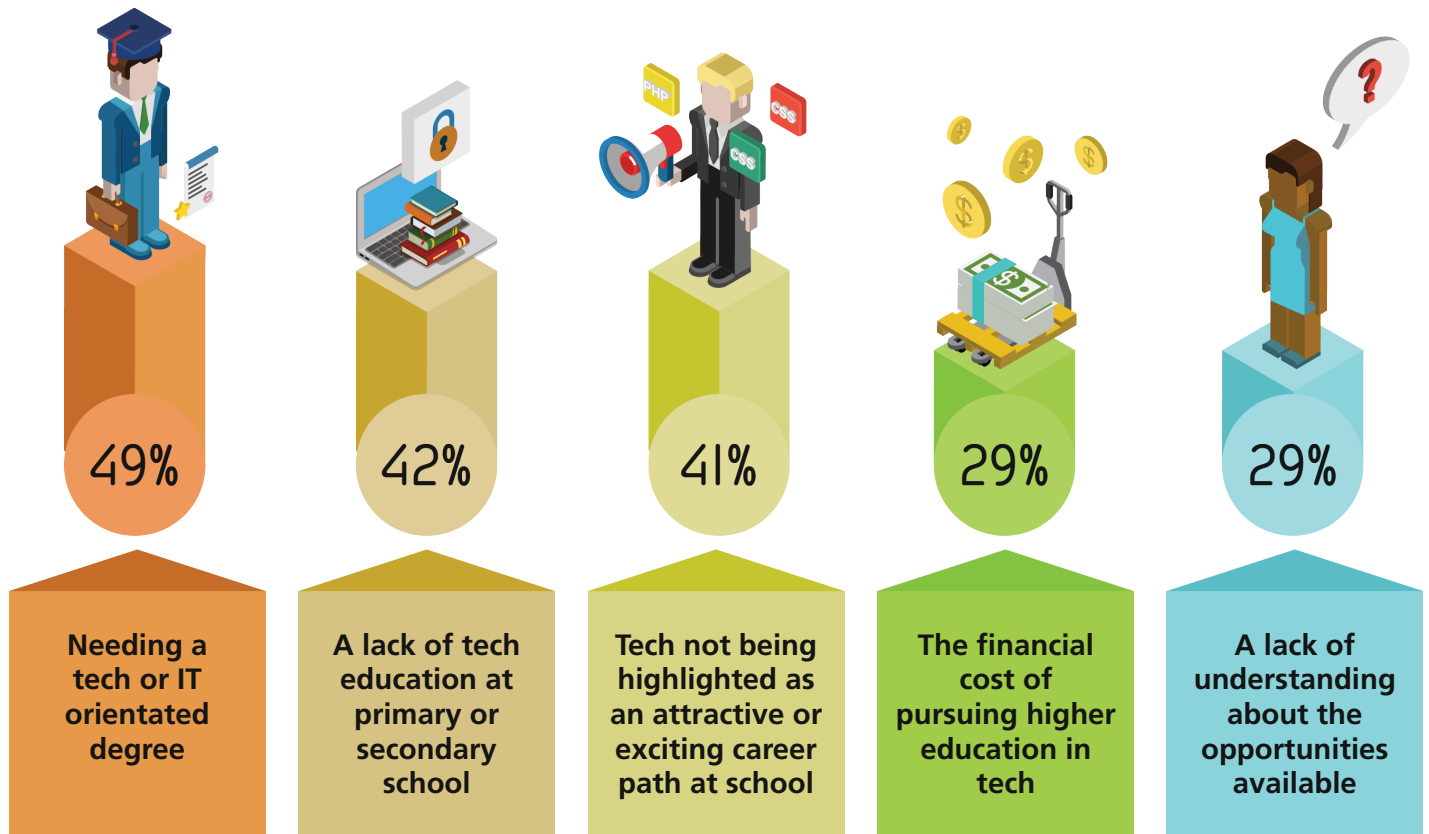 PHP
CSS
CSS
$
$
$
$
$
?
49%
42%
41%
29%
29%
Needing a
tech or IT
orientated
degree
A lack of tech
education at
primary or
secondary
school
Tech not being
highlighted as
an attractive or
exciting career
path at school
The financial
cost of
pursuing higher
education in
tech
A lack of
understanding
about the
opportunities
available